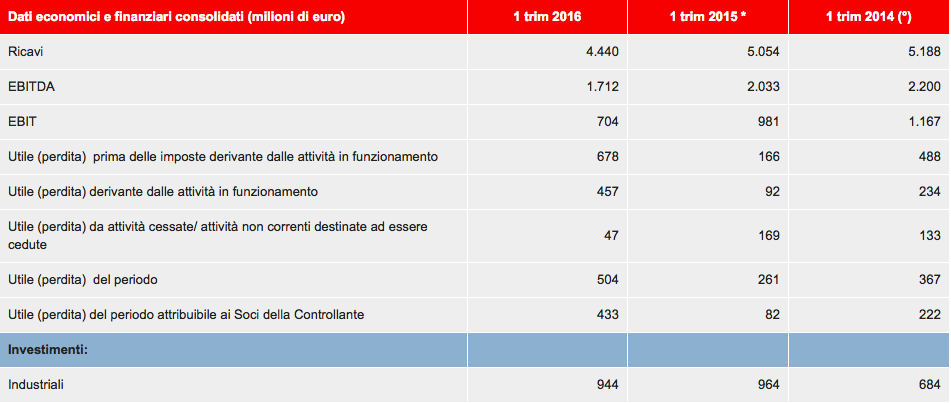 Dati economici e finanziari consolidati (milioni di euro) 1 trim 2016 1 trim 2015 * 1 trim 2014 (°)
Ricavi 4.440 5.054 5.188
EBITDA 1.712 2.033 2.200
EBIT 704 981 1.167
Utile (perdita) prima delle imposte derivante dalle attività in funzionamento 678 166 488
Utile (perdita) derivante dalle attività in funzionamento 457 92 234
Utile (perdita) da attività cessate/ attività non correnti destinate ad essere
cedute 47 169 133
Utile (perdita) del periodo 504 261 367
Utile (perdita) del periodo attribuibile ai Soci della Controllante 433 82 222
Investimenti:
Industriali 944 964 684